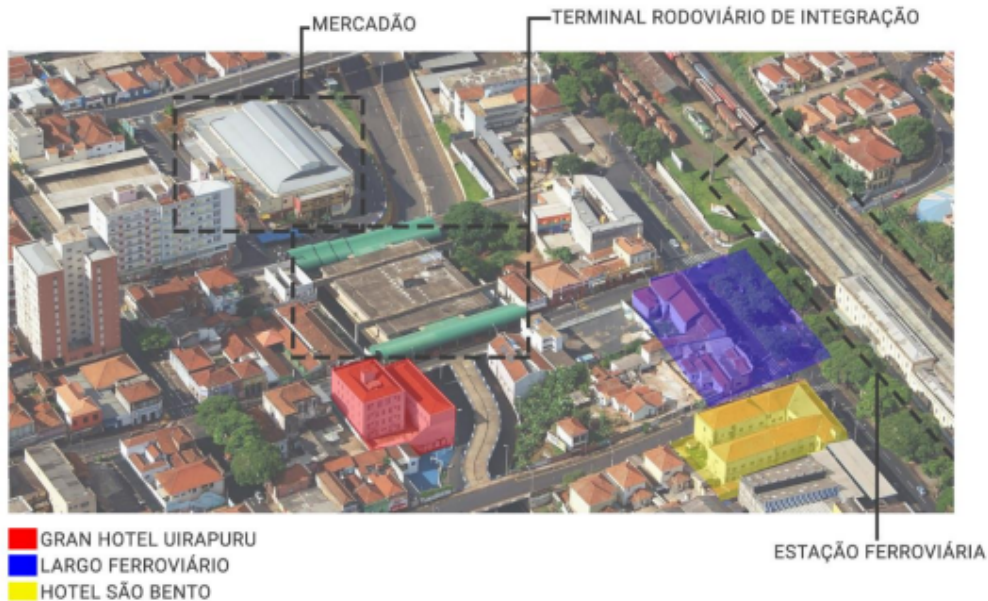 MERCADÃO
TERMINAL RODOVIÁRIO DE INTEGRAÇÃO
GRAN HOTEL UIRAPURU
LARGO FERROVIÁRIO
HOTEL SÃO BENTO
ESTAÇÃO FERROVIÁRIA